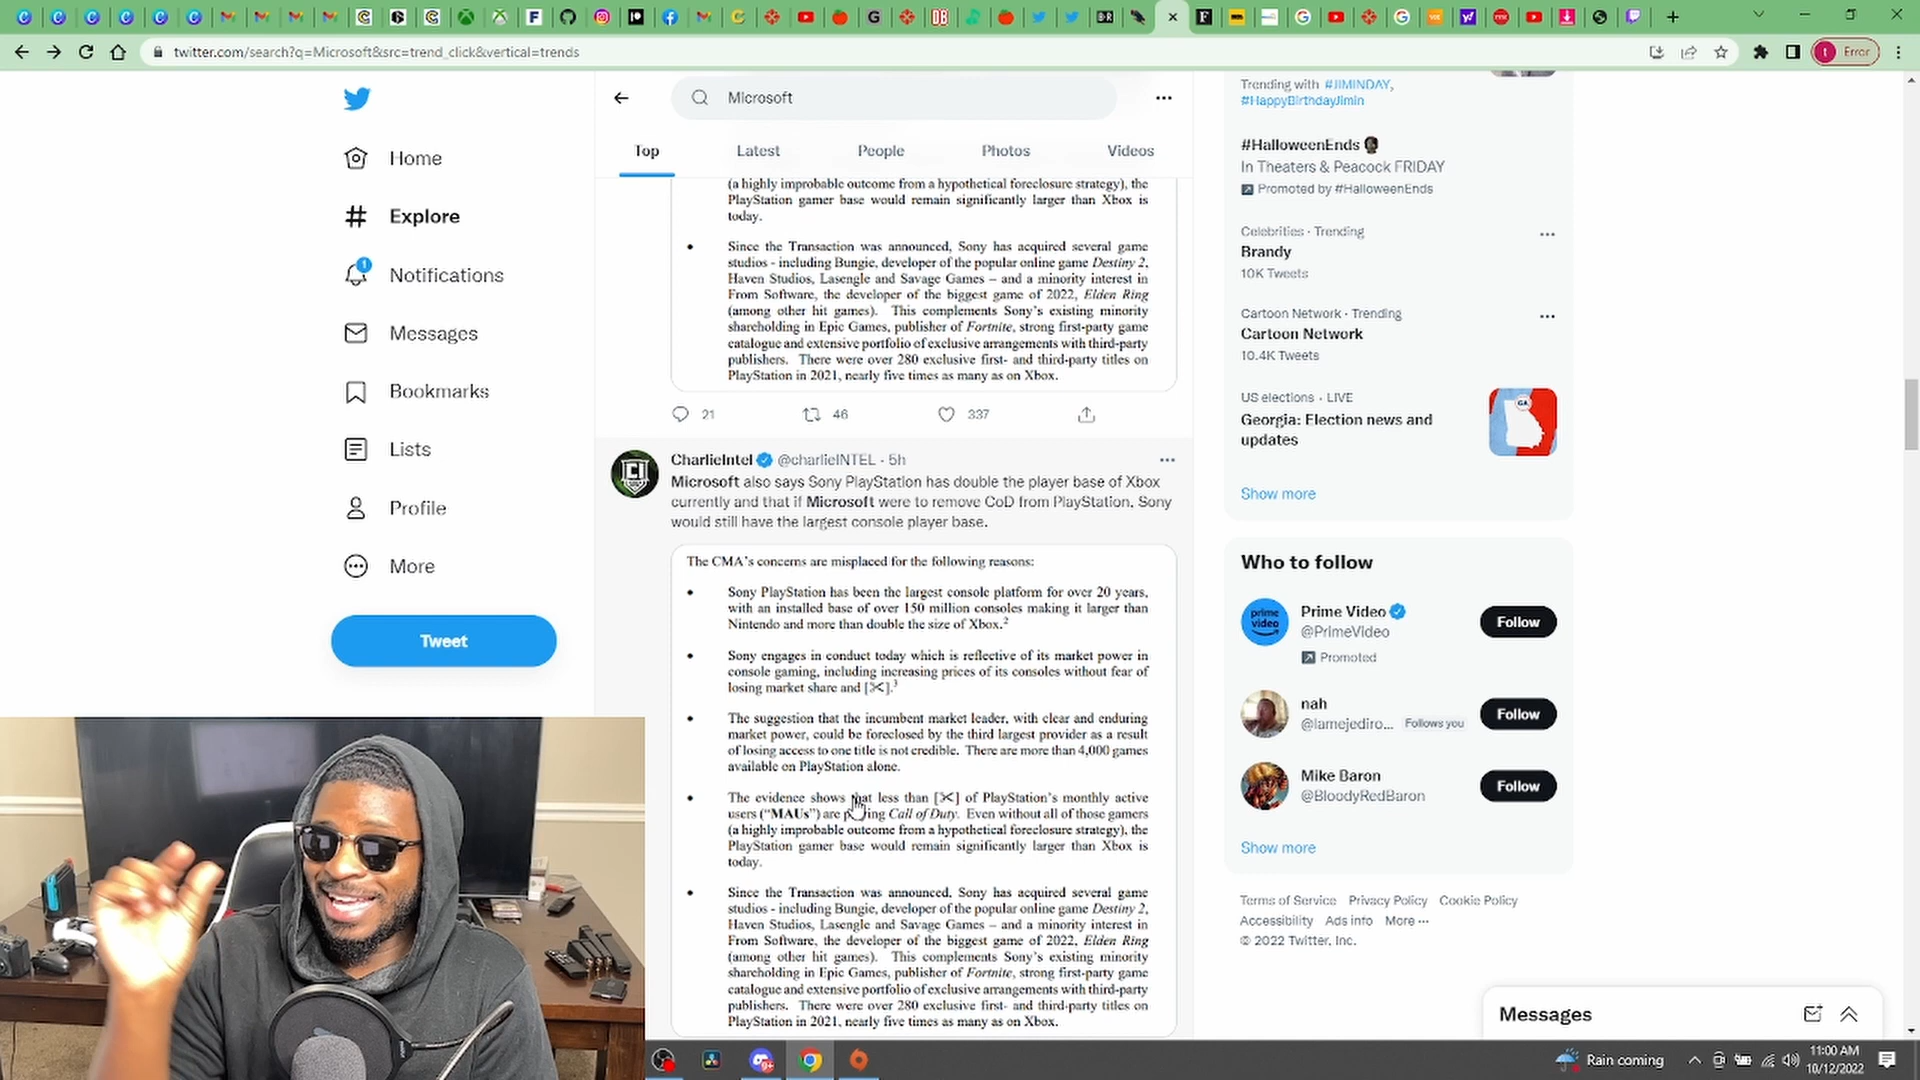 twitter.com/search?q=Microsoft&src=trend_click&vertical=trends
Error
Home
Explore
1
Notifications
Messages
Bookmarks
Lists
Profile
More
Tweet
Microsoft
Top
Latest
People
Photos
Videos
(a highly improbable outcome from a hypothetical foreclosure strategy), the
PlayStation gamer base would remain significantly larger than Xbox is
today.
• Since the Transaction was announced, Sony has acquired several game
studios - including Bungie, developer of the popular online game Destiny 2,
Haven Studios, Lasengle and Savage Games – and a minority interest in
From Software, the developer of the biggest game of 2022, Elden Ring
(among other hit games). This complements Sony's existing minority
shareholding in Epic Games, publisher of Fortnite, strong first-party game
catalogue and extensive portfolio of exclusive arrangements with third-party
publishers. There were over 280 exclusive first- and third-party titles on
PlayStation in 2021, nearly five times as many as on Xbox.
21
46
337
CharlieIntel @charlieINTEL · 5h
Microsoft also says Sony PlayStation has double the player base of Xbox
currently and that if Microsoft were to remove CoD from PlayStation, Sony
would still have the largest console player base.
The CMA's concerns are misplaced for the following reasons:
• Sony PlayStation has been the largest console platform for over 20 years,
with an installed base of over 150 million consoles making it larger than
Nintendo and more than double the size of Xbox.2
• Sony engages in conduct today which is reflective of its market power in
console gaming, including increasing prices of its consoles without fear of
losing market share and [✂].3
• The suggestion that the incumbent market leader, with clear and enduring
market power, could be foreclosed by the third largest provider as a result
of losing access to one title is not credible. There are more than 4,000 games
available on PlayStation alone.
• The evidence shows that less than [✂] of PlayStation's monthly active
users ("MAUs") are playing Call of Duty. Even without all of those gamers
(a highly improbable outcome from a hypothetical foreclosure strategy), the
PlayStation gamer base would remain significantly larger than Xbox is
today.
• Since the Transaction was announced, Sony has acquired several game
studios - including Bungie, developer of the popular online game Destiny 2,
Haven Studios, Lasengle and Savage Games – and a minority interest in
From Software, the developer of the biggest game of 2022, Elden Ring
(among other hit games). This complements Sony's existing minority
shareholding in Epic Games, publisher of Fortnite, strong first-party game
catalogue and extensive portfolio of exclusive arrangements with third-party
publishers. There were over 280 exclusive first- and third-party titles on
PlayStation in 2021, nearly five times as many as on Xbox.
Trending with #JIMINDAY,
#HappyBirthdayJimin
#HalloweenEnds
In Theaters & Peacock FRIDAY
Promoted by #HalloweenEnds
Celebrities · Trending
Brandy
10K Tweets
Cartoon Network · Trending
Cartoon Network
10.4K Tweets
US elections · LIVE
Georgia: Election news and
updates
GA
Show more
Who to follow
prime
video
Prime Video
@PrimeVideo
Promoted
Follow
nah
@lamejediro... Follows you
Follow
Mike Baron
@BloodyRedBaron
Follow
Show more
Terms of Service Privacy Policy Cookie Policy
Accessibility Ads info More ···
© 2022 Twitter, Inc.
Messages
Rain coming
11:00 AM
10/12/2022